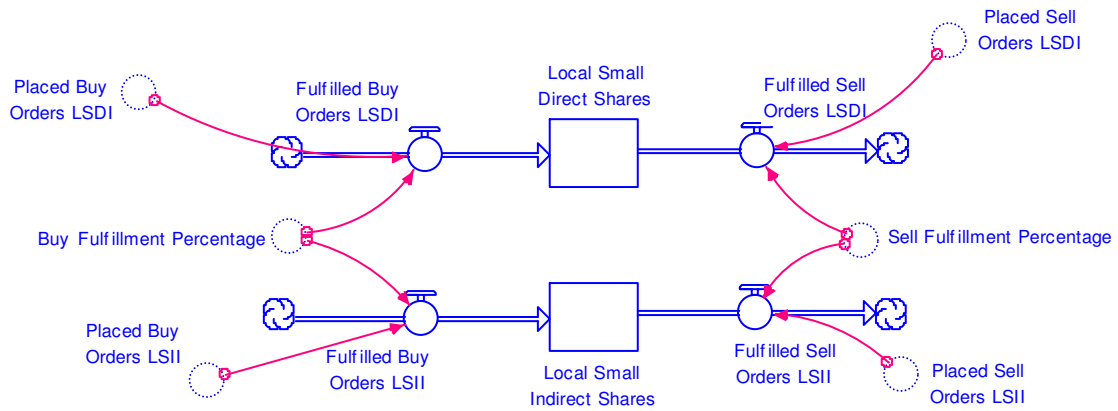 Placed Sell
Orders LSDI
Placed Buy
Orders LSDI
Fulfilled Buy
Orders LSDI
Local Small
Direct Shares
Fulfilled Sell
Orders LSDI
Buy Fulfillment Percentage
Sell Fulfillment Percentage
Placed Buy
Orders LSII
Fulfilled Buy
Orders LSII
Local Small
Indirect Shares
Fulfilled Sell
Orders LSII
Placed Sell
Orders LSII